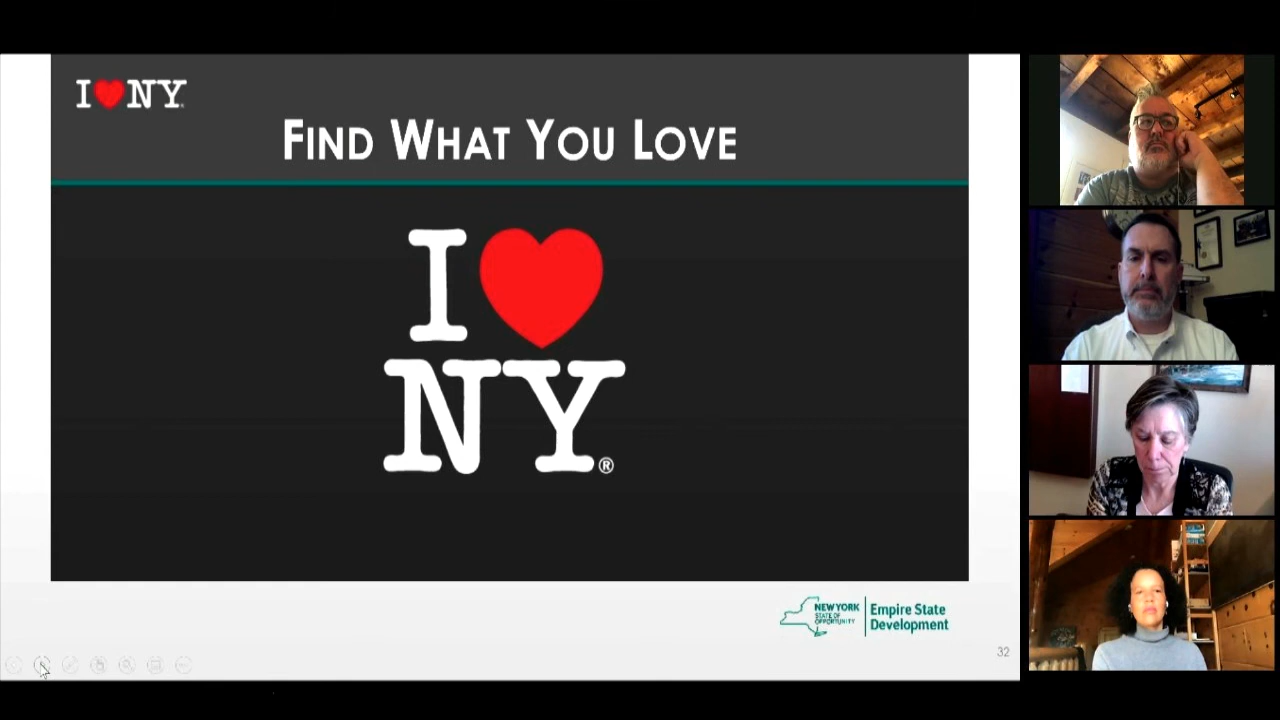 I♥NY
FIND WHAT YOU LOVE
I♥
NY®
NEW YORK
STATE OF
OPPORTUNITY
Empire State
Development
32